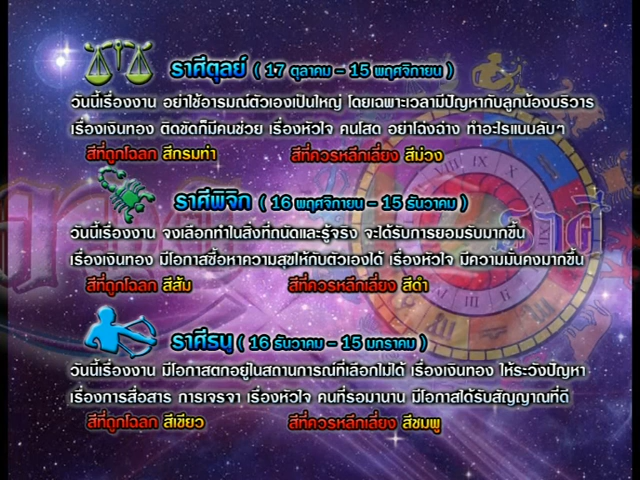 ราศีตุลย์ ( 17 ตุลาคม – 15 พฤศจิกายน )
วันนี้เรื่องงาน อย่าใช้อารมณ์ตัวเองเป็นใหญ่ โดยเฉพาะเวลามีปัญหากับลูกน้องบริวาร
เรื่องเงินทอง ติดขัดก็มีคนช่วย เรื่องหัวใจ คนโสด อย่าโฉ่งฉ่าง ทำอะไรแบบลับๆ
สีที่ถูกโฉลก สีกรมท่า สีที่ควรหลีกเลี่ยง สีม่วง
ราศีพิจิก ( 16 พฤศจิกายน – 15 ธันวาคม )
วันนี้เรื่องงาน จงเลือกทำในสิ่งที่ถนัดและรู้จริง จะได้รับการยอมรับมากขึ้น
เรื่องเงินทอง มีโอกาสซื้อหาความสุขให้กับตัวเองได้ เรื่องหัวใจ มีความมั่นคงมากขึ้น
สีที่ถูกโฉลก สีส้ม สีที่ควรหลีกเลี่ยง สีดำ
ราศีธนู ( 16 ธันวาคม – 15 มกราคม )
วันนี้เรื่องงาน มีโอกาสตกอยู่ในสถานการณ์ที่เลือกไม่ได้ เรื่องเงินทอง ให้ระวังปัญหา
เรื่องการสื่อสาร การเจรจา เรื่องหัวใจ คนที่รอมานาน มีโอกาสได้รับสัญญาณที่ดี
สีที่ถูกโฉลก สีเขียว สีที่ควรหลีกเลี่ยง สีชมพู
ราศี